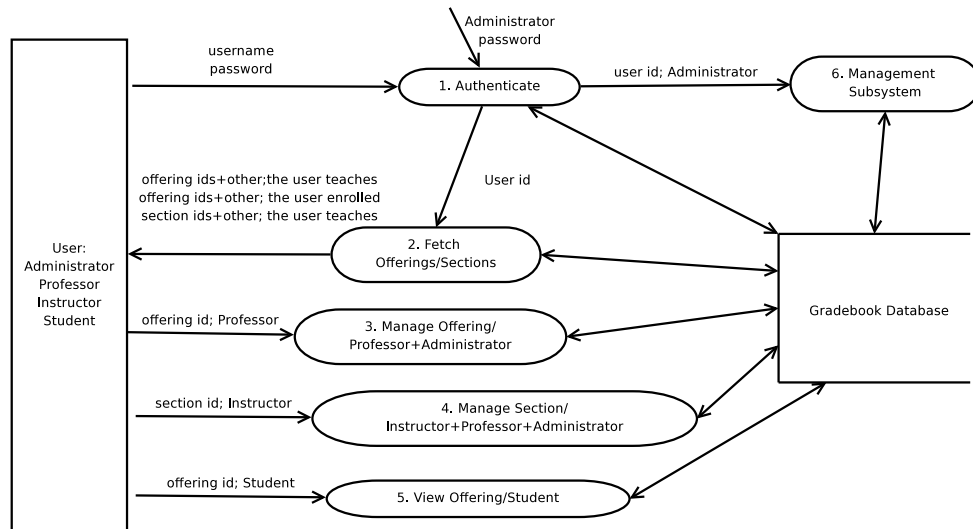 Administrator
password
username
password
1. Authenticate
user id; Administrator
6. Management
Subsystem
offering ids+other;the user teaches
offering ids+other; the user enrolled
section ids+other; the user teaches
User id
User:
Administrator
Professor
Instructor
Student
2. Fetch
Offerings/Sections
Gradebook Database
offering id; Professor
3. Manage Offering/
Professor+Administrator
section id; Instructor
4. Manage Section/
Instructor+Professor+Administrator
offering id; Student
5. View Offering/Student